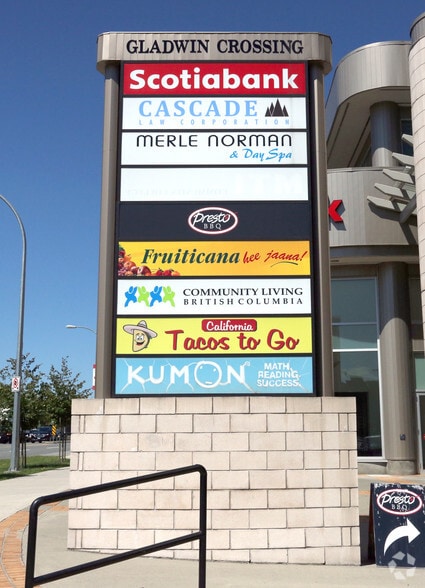 GLADWIN CROSSING
Scotiabank
CASCADE
LAW CORPORATION
MERLE NORMAN
& Day Spa
Presto
BBQ
Fruiticana hee jaana!
COMMUNITY LIVING
BRITISH COLUMBIA
California
Tacos to Go
KUMON
MATH.
READING.
SUCCESS.
Presto
BBQ